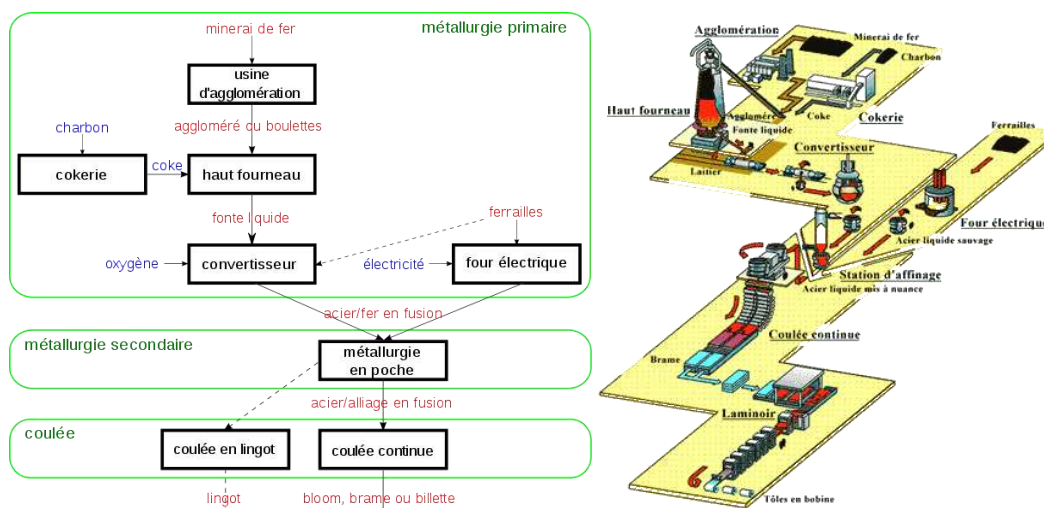 métallurgie primaire
minerai de fer
usine
d'agglomération
charbon
aggloméré ou boulettes
cokerie
coke
haut fourneau
fonte liquide
ferrailles
oxygène
convertisseur
électricité
four électrique
acier/fer en fusion
métallurgie secondaire
métallurgie
en poche
acier/alliage en fusion
coulée
coulée en lingot
coulée continue
lingot
bloom, brame ou billette
Agglomération
Minerai de fer
Charbon
Haut fourneau
Aggloméré
Coke
Cokerie
Fonte liquide
Ferrailles
Convertisseur
Laitier
Four électrique
Acier liquide sauvage
Station d'affinage
Acier liquide mis à nuance
Coulée continue
Brame
Laminoir
Tôles en bobine